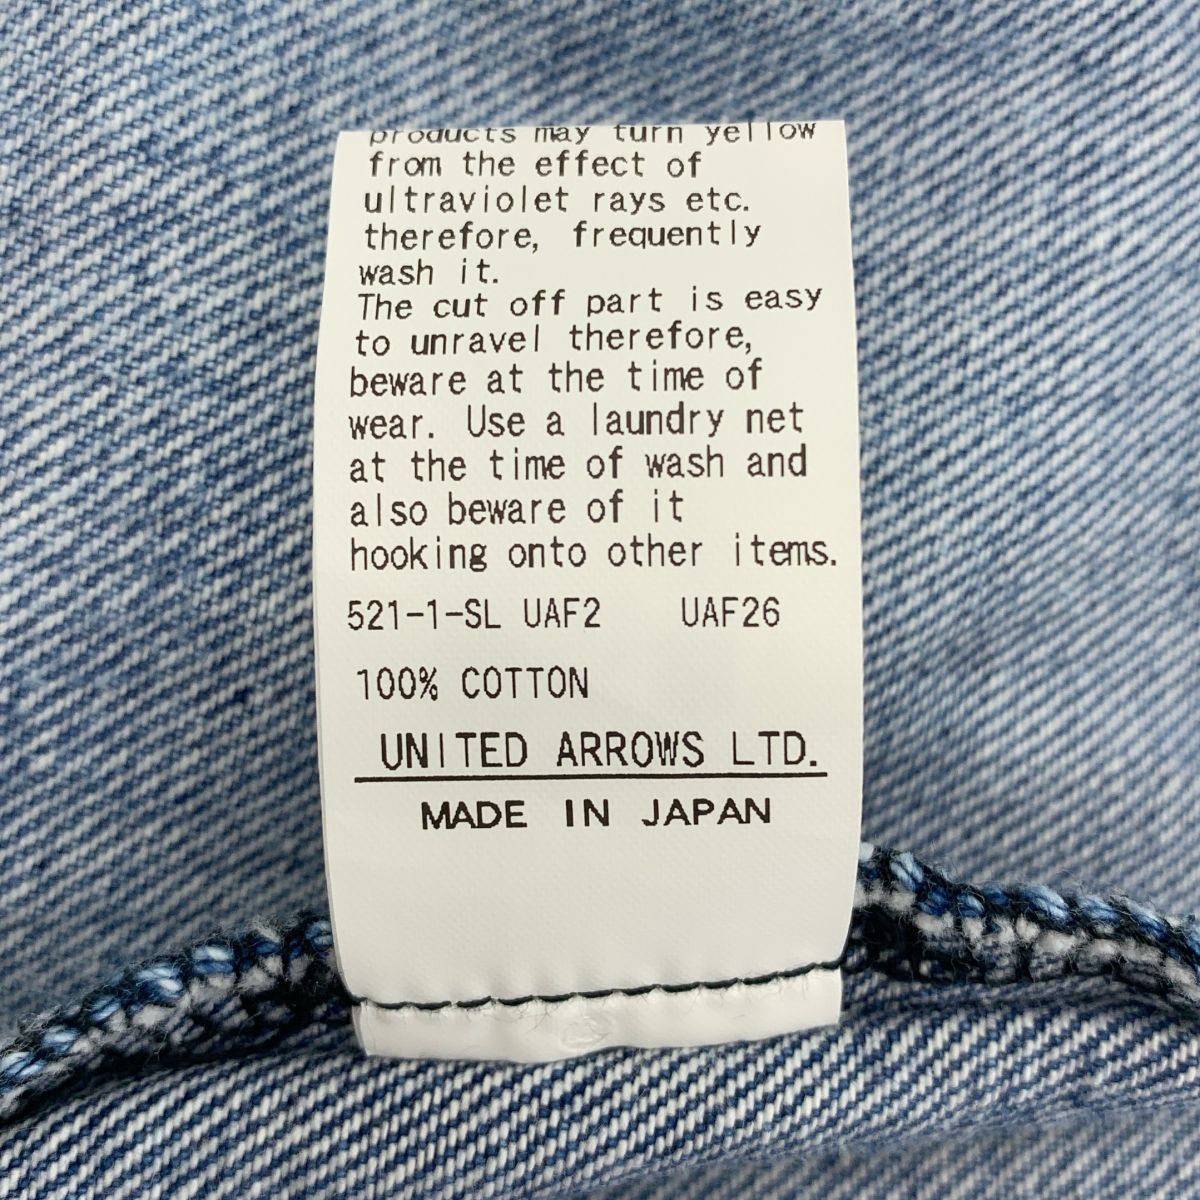 products may turn yellow
from the effect of
ultraviolet rays etc.
therefore, frequently
wash it.
The cut off part is easy
to unravel therefore,
beware at the time of
wear. Use a laundry net
at the time of wash and
also beware of it
hooking onto other items.
521-1-SL UAF2 UAF26
100% COTTON
UNITED ARROWS LTD.
MADE IN JAPAN